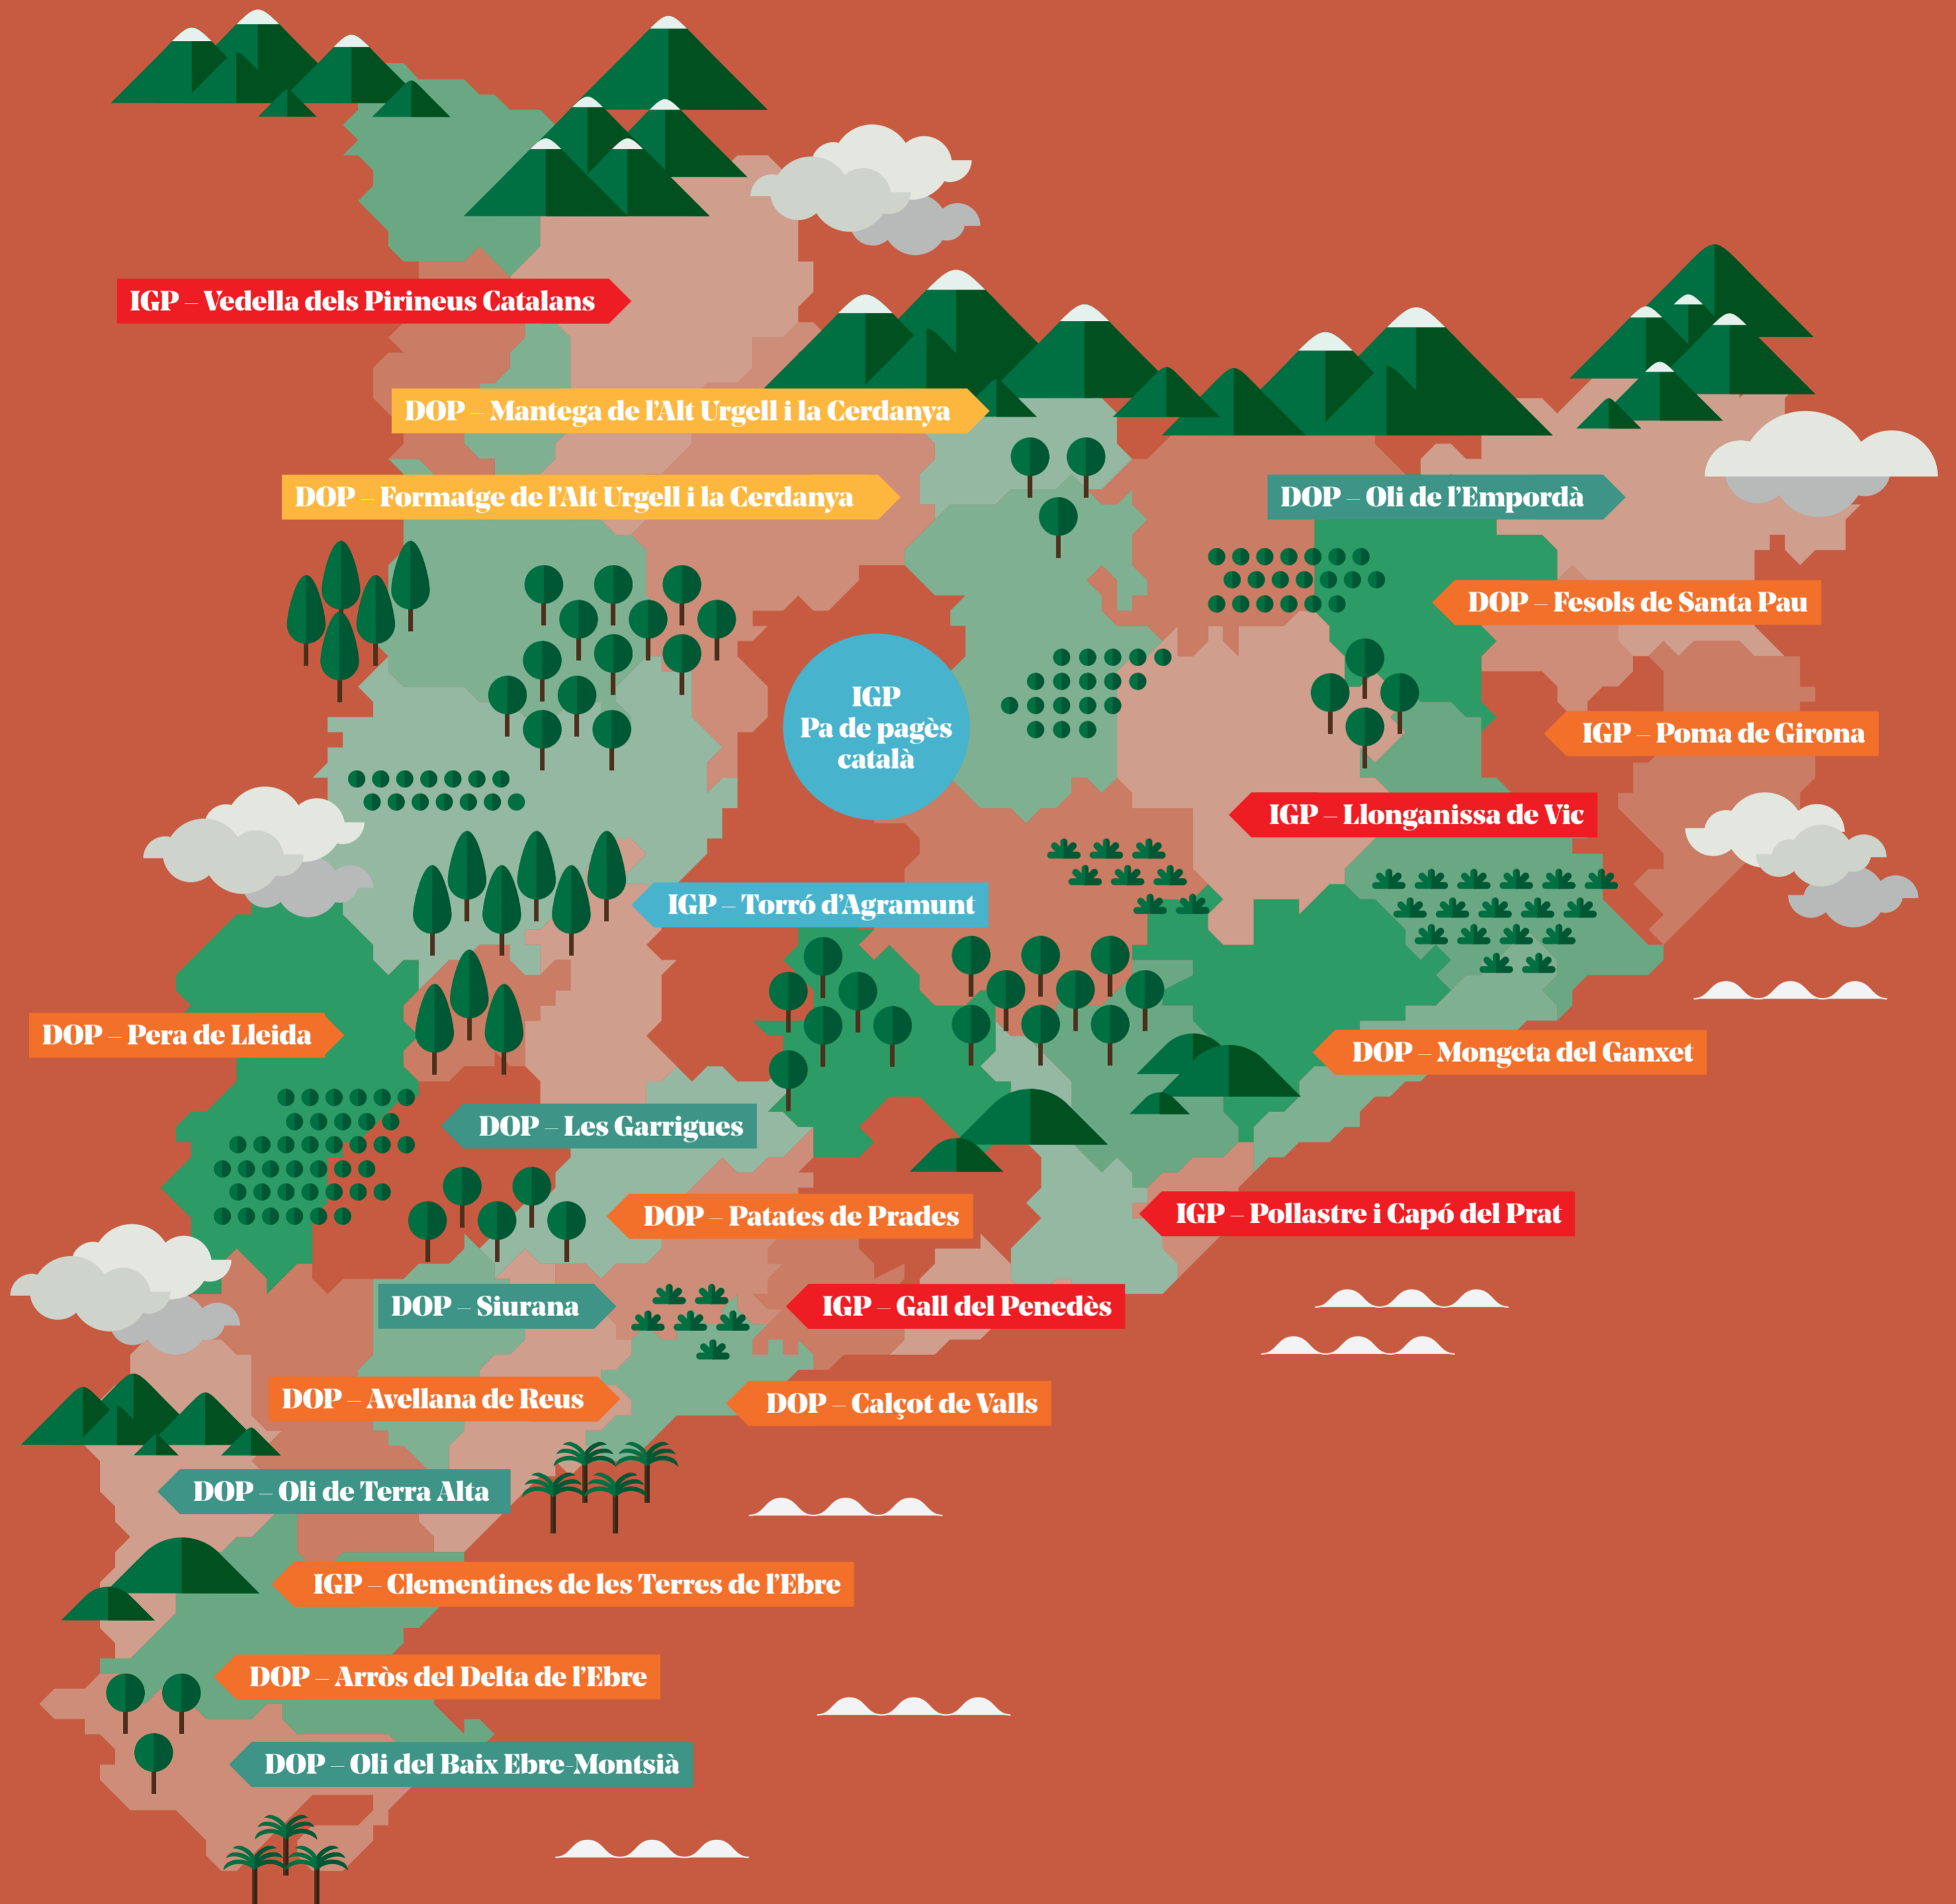 IGP – Vedella dels Pirineus Catalans
DOP – Mantega de l’Alt Urgell i la Cerdanya
DOP – Formatge de l’Alt Urgell i la Cerdanya
DOP – Oli de l’Empordà
DOP – Fesols de Santa Pau
IGP
Pa de pagès
català
IGP – Poma de Girona
IGP – Llonganissa de Vic
IGP – Torró d’Agramunt
DOP – Pera de Lleida
DOP – Mongeta del Ganxet
DOP – Les Garrigues
DOP – Patates de Prades
IGP – Pollastre i Capó del Prat
DOP – Siurana
IGP – Gall del Penedès
DOP – Avellana de Reus
DOP – Calçot de Valls
DOP – Oli de Terra Alta
IGP – Clementines de les Terres de l’Ebre
DOP – Arròs del Delta de l’Ebre
DOP – Oli del Baix Ebre-Montsià